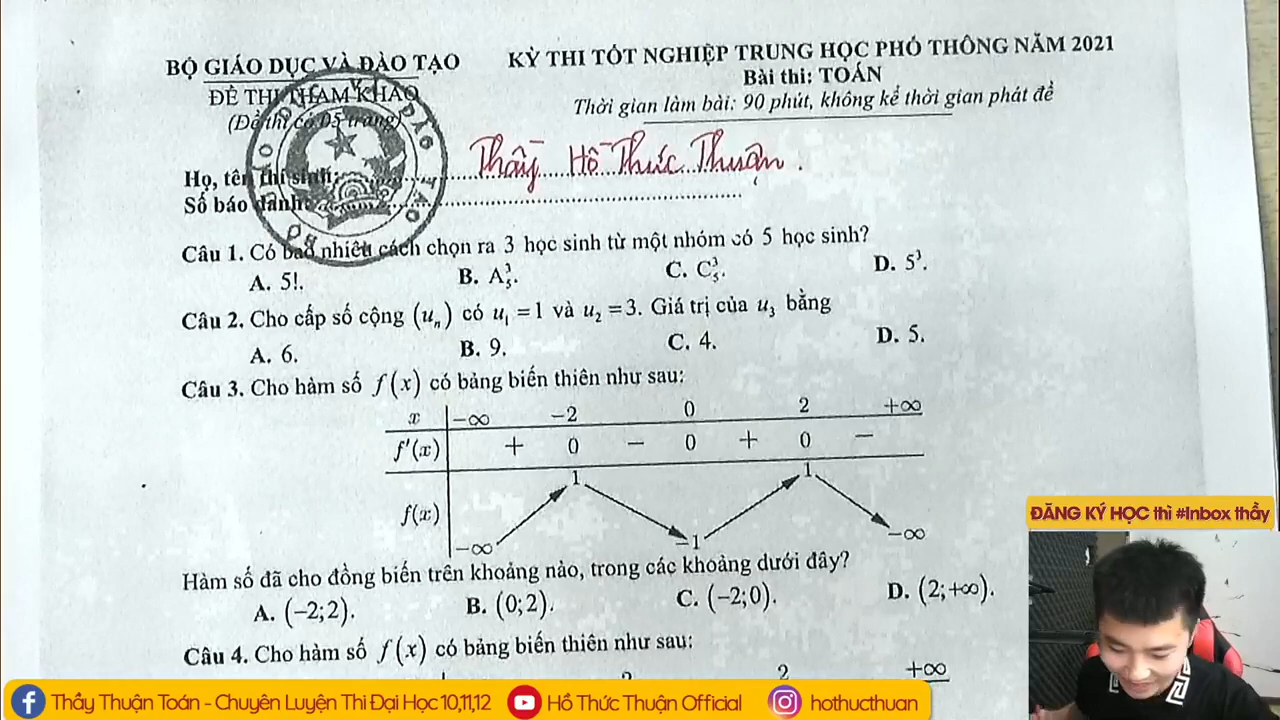 BỘ GIÁO DỤC VÀ ĐÀO TẠO
ĐỀ THI THAM KHẢO
(Đề thi có 05 trang)
KỲ THI TỐT NGHIỆP TRUNG HỌC PHỔ THÔNG NĂM 2021
Bài thi: TOÁN
Thời gian làm bài: 90 phút, không kể thời gian phát đề
Họ, tên thí sinh: Thầy Hồ Thức Thuận.
Số báo danh:
Câu 1. Có bao nhiêu cách chọn ra 3 học sinh từ một nhóm có 5 học sinh?
A. 5!. B. A₅³. C. C₅³. D. 5³.
Câu 2. Cho cấp số cộng (uₙ) có u₁ = 1 và u₂ = 3. Giá trị của u₃ bằng
A. 6. B. 9. C. 4. D. 5.
Câu 3. Cho hàm số f(x) có bảng biến thiên như sau:
x −∞ −2 0 2 +∞
f′(x) + 0 − 0 + 0 −
1 1
f(x)
−∞ −1 −∞
Hàm số đã cho đồng biến trên khoảng nào, trong các khoảng dưới đây?
A. (−2;2). B. (0;2). C. (−2;0). D. (2;+∞).
Câu 4. Cho hàm số f(x) có bảng biến thiên như sau:
2 +∞
ĐĂNG KÝ HỌC thì #Inbox thầy
Thầy Thuận Toán - Chuyên Luyện Thi Đại Học 10,11,12 Hồ Thức Thuận Official hothucthuan